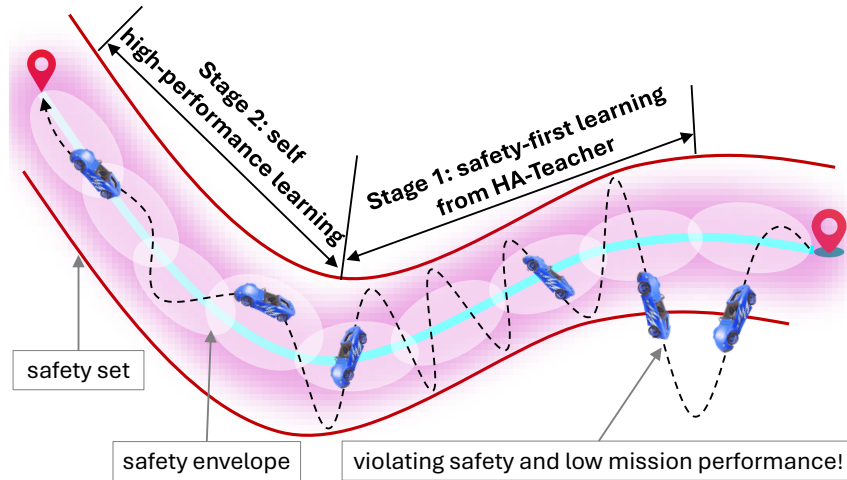 Stage 2: self
high-performance learning
Stage 1: safety-first learning
from HA-Teacher
safety set
safety envelope
violating safety and low mission performance!